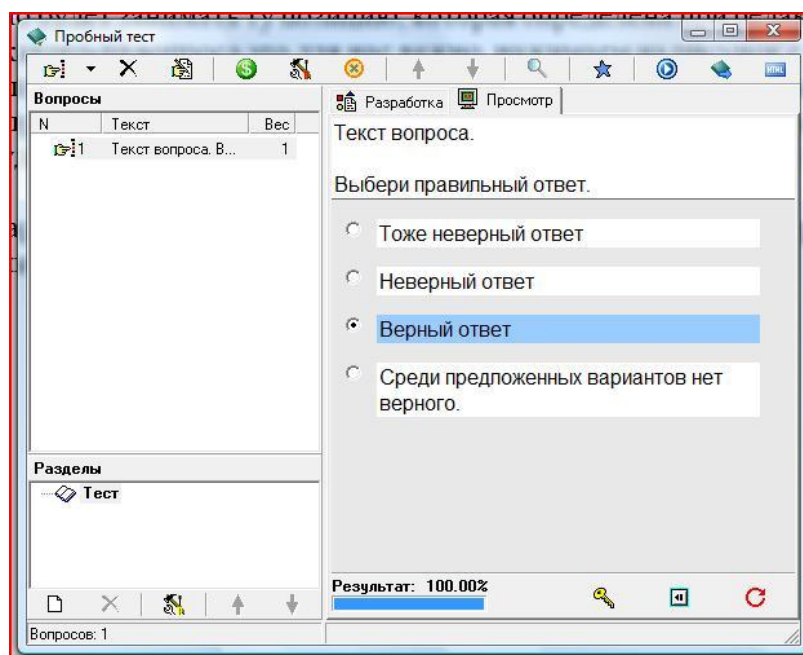 Пробный тест
Вопросы
N Текст Вес
1 Текст вопроса. В... 1
Разделы
Тест
Вопросов: 1
Разработка Просмотр
Текст вопроса.
Выбери правильный ответ.
Тоже неверный ответ
Неверный ответ
Верный ответ
Среди предложенных вариантов нет
верного.
Результат: 100.00%
HTML